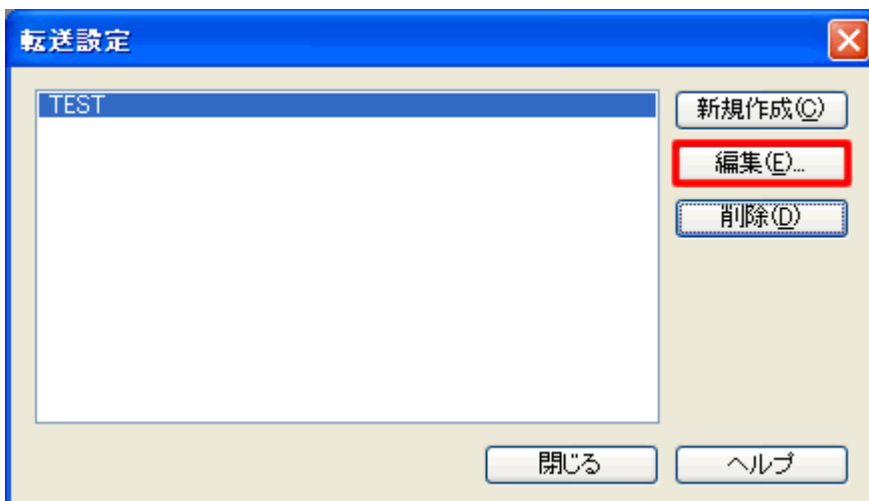 転送設定
TEST
新規作成(C)
編集(E)...
削除(D)
閉じる
ヘルプ